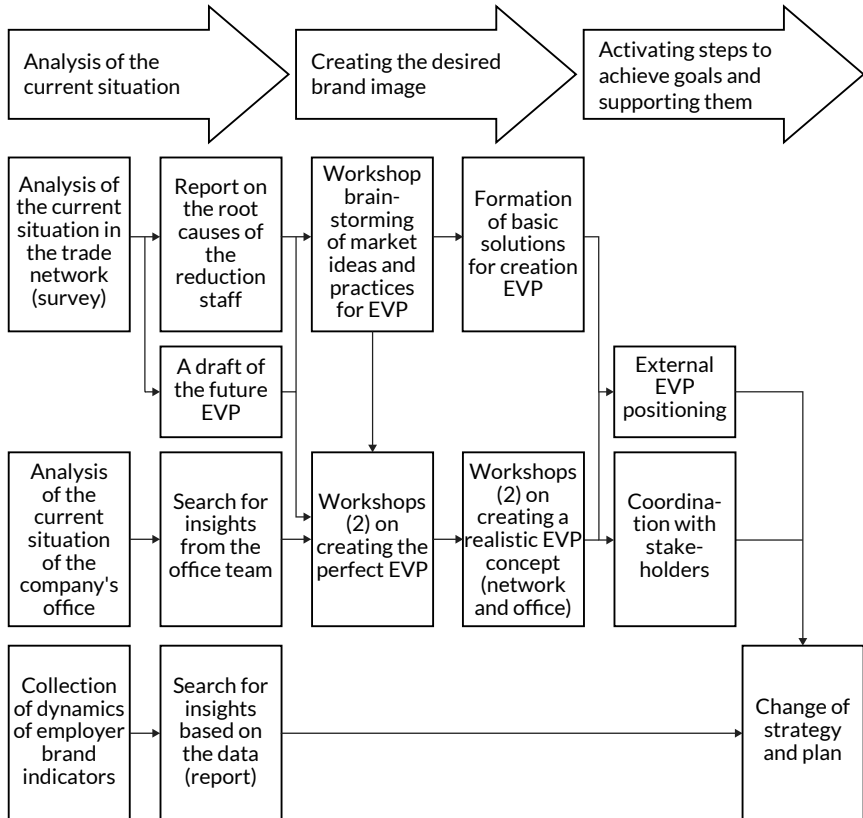 Analysis of the
current situation
Creating the desired
brand image
Activating steps to
achieve goals and
supporting them
Analysis of
the current
situation in
the trade
network
(survey)
Report on
the root
causes of
the
reduction
staff
Workshop
brain-
storming
of market
ideas and
practices
for EVP
Formation
of basic
solutions
for creation
EVP
A draft of
the future
EVP
External
EVP
positioning
Analysis
of the
current
situation
of the
company's
office
Search for
insights
from the
office team
Workshops
(2) on
creating the
perfect EVP
Workshops
(2) on
creating a
realistic EVP
concept
(network
and office)
Coordina-
tion with
stake-
holders
Collection
of dynamics
of employer
brand
indicators
Search for
insights
based on
the data
(report)
Change of
strategy
and plan